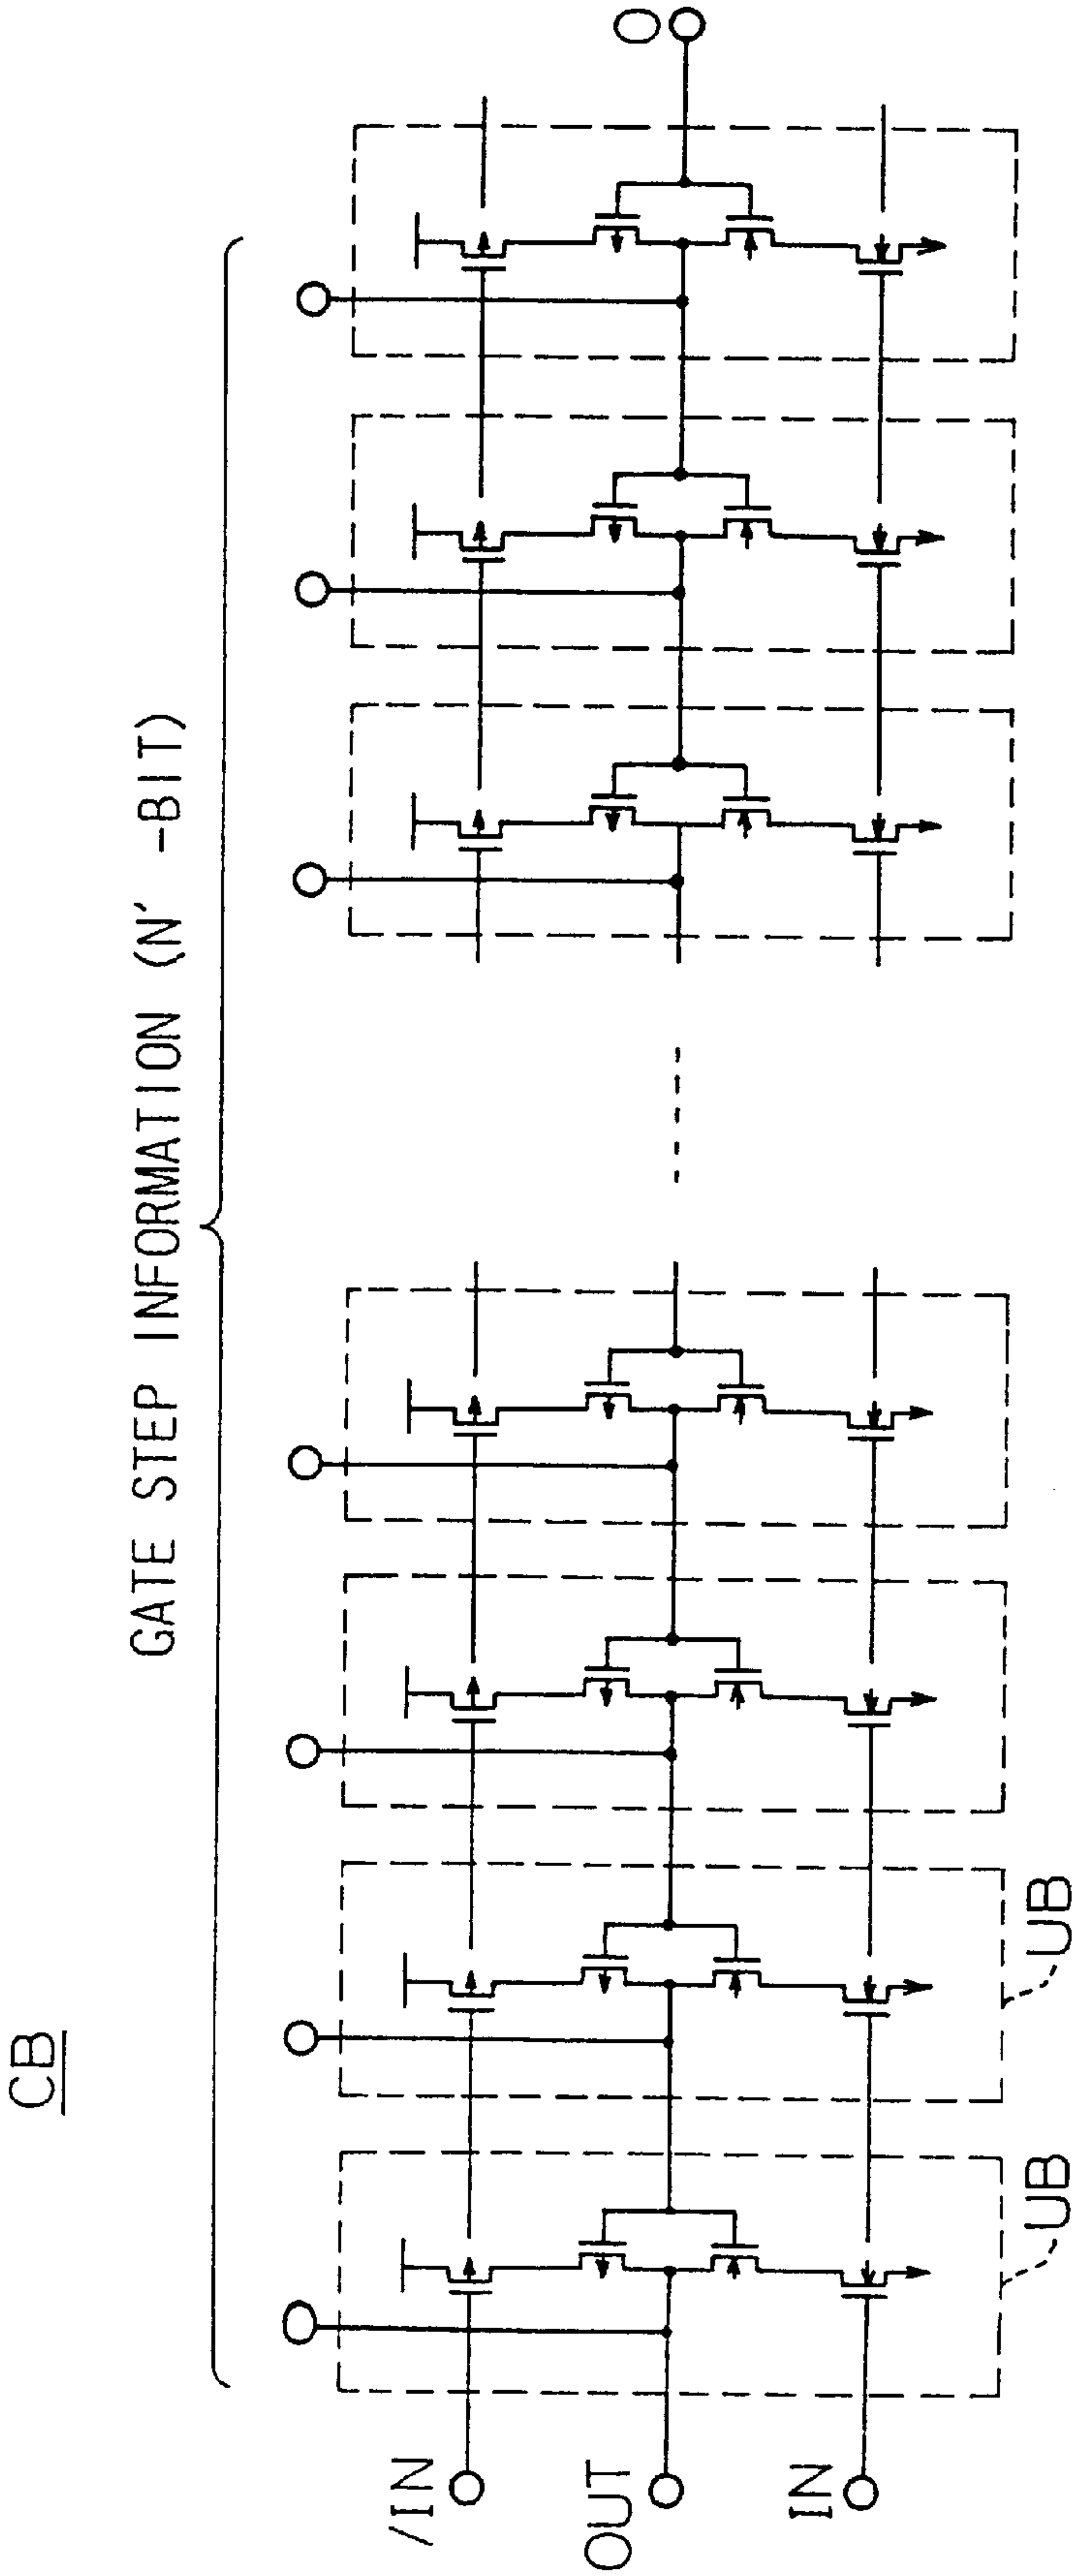 CB
GATE STEP INFORMATION (N' -BIT)
/IN
OUT
IN
UB
UB
O